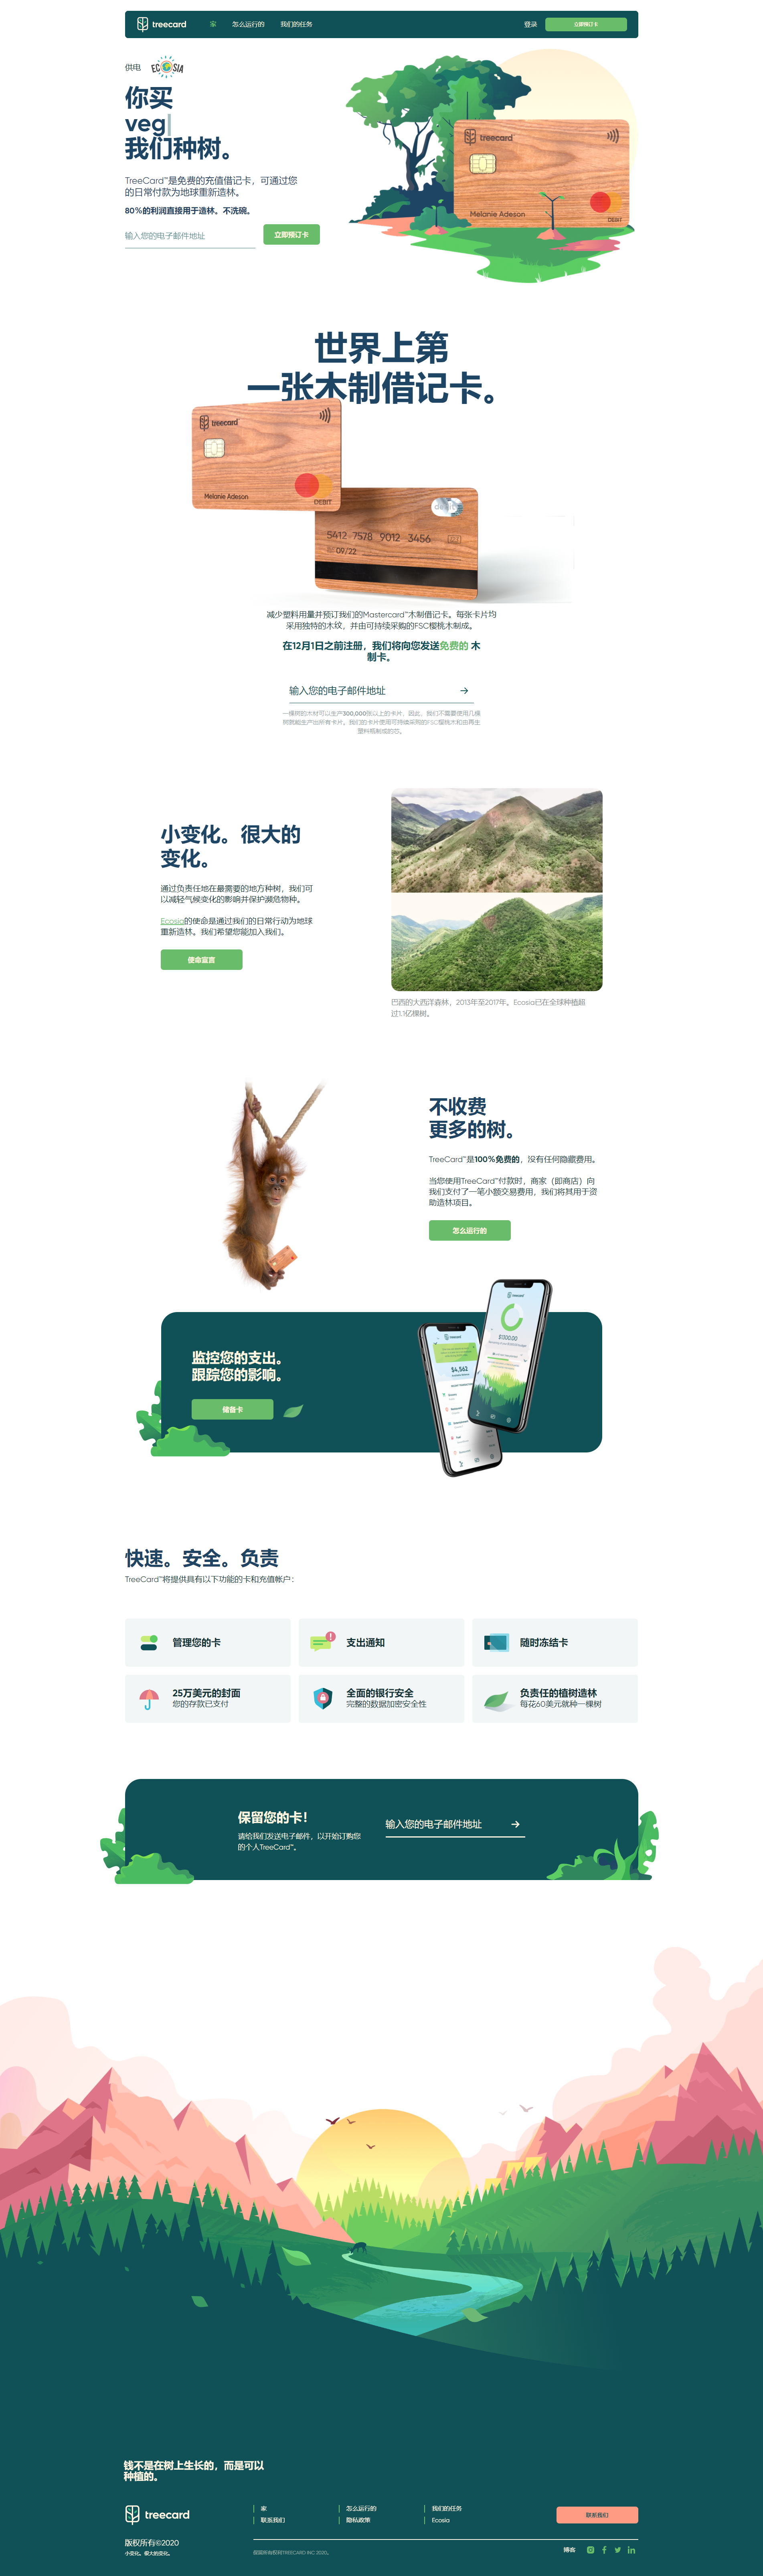 treecard
家
怎么运行的
我们的任务
登录
立即预订卡
供电
ECOSIA
你买
veg
我们种树。
TreeCard™是免费的充值借记卡，可通过您
的日常付款为地球重新造林。
80%的利润直接用于造林。不洗碗。
输入您的电子邮件地址
立即预订卡
treecard
Melanie Adeson
DEBIT
世界上第
一张木制借记卡。
treecard
Melanie Adeson
DEBIT
debit
5412 7578 9012 3456
09/22
减少塑料用量并预订我们的Mastercard™木制借记卡。每张卡片均
采用独特的木纹，并由可持续采购的FSC樱桃木制成。
在12月1日之前注册，我们将向您发送免费的 木
制卡。
输入您的电子邮件地址
一棵树的木材可以生产300,000张以上的卡片，因此，我们不需要使用几棵
树就能生产出所有卡片。我们的卡片使用可持续采购的FSC樱桃木和由再生
塑料瓶制成的芯。
小变化。很大的
变化。
通过负责任地在最需要的地方种树，我们可
以减轻气候变化的影响并保护濒危物种。
Ecosia的使命是通过我们的日常行动为地球
重新造林。我们希望您能加入我们。
使命宣言
巴西的大西洋森林，2013年至2017年。Ecosia已在全球种植超
过1.1亿棵树。
不收费
更多的树。
TreeCard™是100%免费的，没有任何隐藏费用。
当您使用TreeCard™付款时，商家（即商店）向
我们支付了一笔小额交易费用，我们将其用于资
助造林项目。
怎么运行的
监控您的支出。
跟踪您的影响。
储备卡
treecard
$1300.00
treecard
$4,562
快速。安全。负责
TreeCard™将提供具有以下功能的卡和充值帐户：
管理您的卡
支出通知
随时冻结卡
25万美元的封面
您的存款已支付
全面的银行安全
完整的数据加密安全性
负责任的植树造林
每花60美元就种一棵树
保留您的卡！
请给我们发送电子邮件，以开始订购您
的个人TreeCard™。
输入您的电子邮件地址
钱不是在树上生长的，而是可以
种植的。
treecard
版权所有©2020
小变化。很大的变化。
家
怎么运行的
我们的任务
联系我们
隐私政策
Ecosia
联系我们
版权所有权利TREECARD INC 2020。
博客